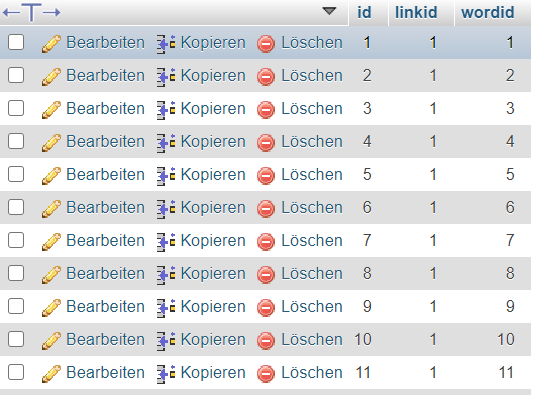 id linkid wordid
Bearbeiten Kopieren Löschen 1 1 1
Bearbeiten Kopieren Löschen 2 1 2
Bearbeiten Kopieren Löschen 3 1 3
Bearbeiten Kopieren Löschen 4 1 4
Bearbeiten Kopieren Löschen 5 1 5
Bearbeiten Kopieren Löschen 6 1 6
Bearbeiten Kopieren Löschen 7 1 7
Bearbeiten Kopieren Löschen 8 1 8
Bearbeiten Kopieren Löschen 9 1 9
Bearbeiten Kopieren Löschen 10 1 10
Bearbeiten Kopieren Löschen 11 1 11